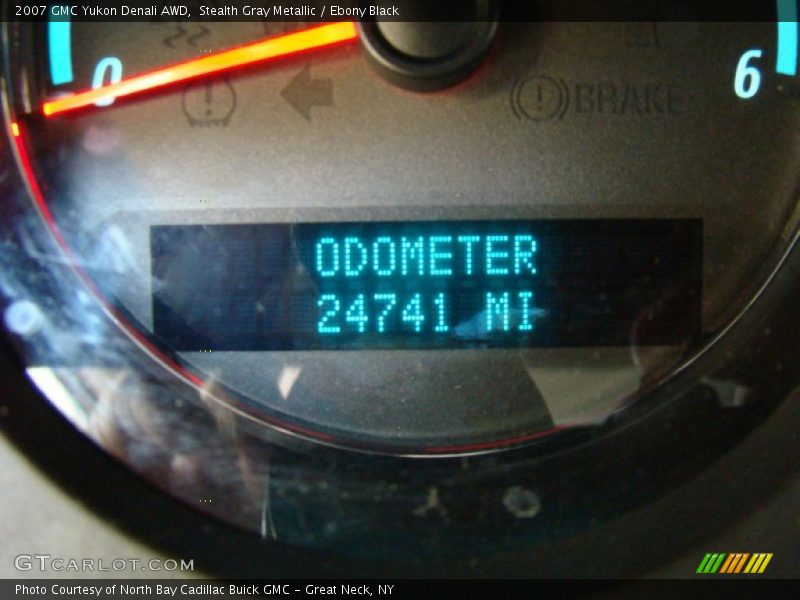 2007 GMC Yukon Denali AWD, Stealth Gray Metallic / Ebony Black
0
6
BRAKE
ODOMETER
24741 MI
GTCARLOT.COM
Photo Courtesy of North Bay Cadillac Buick GMC - Great Neck, NY